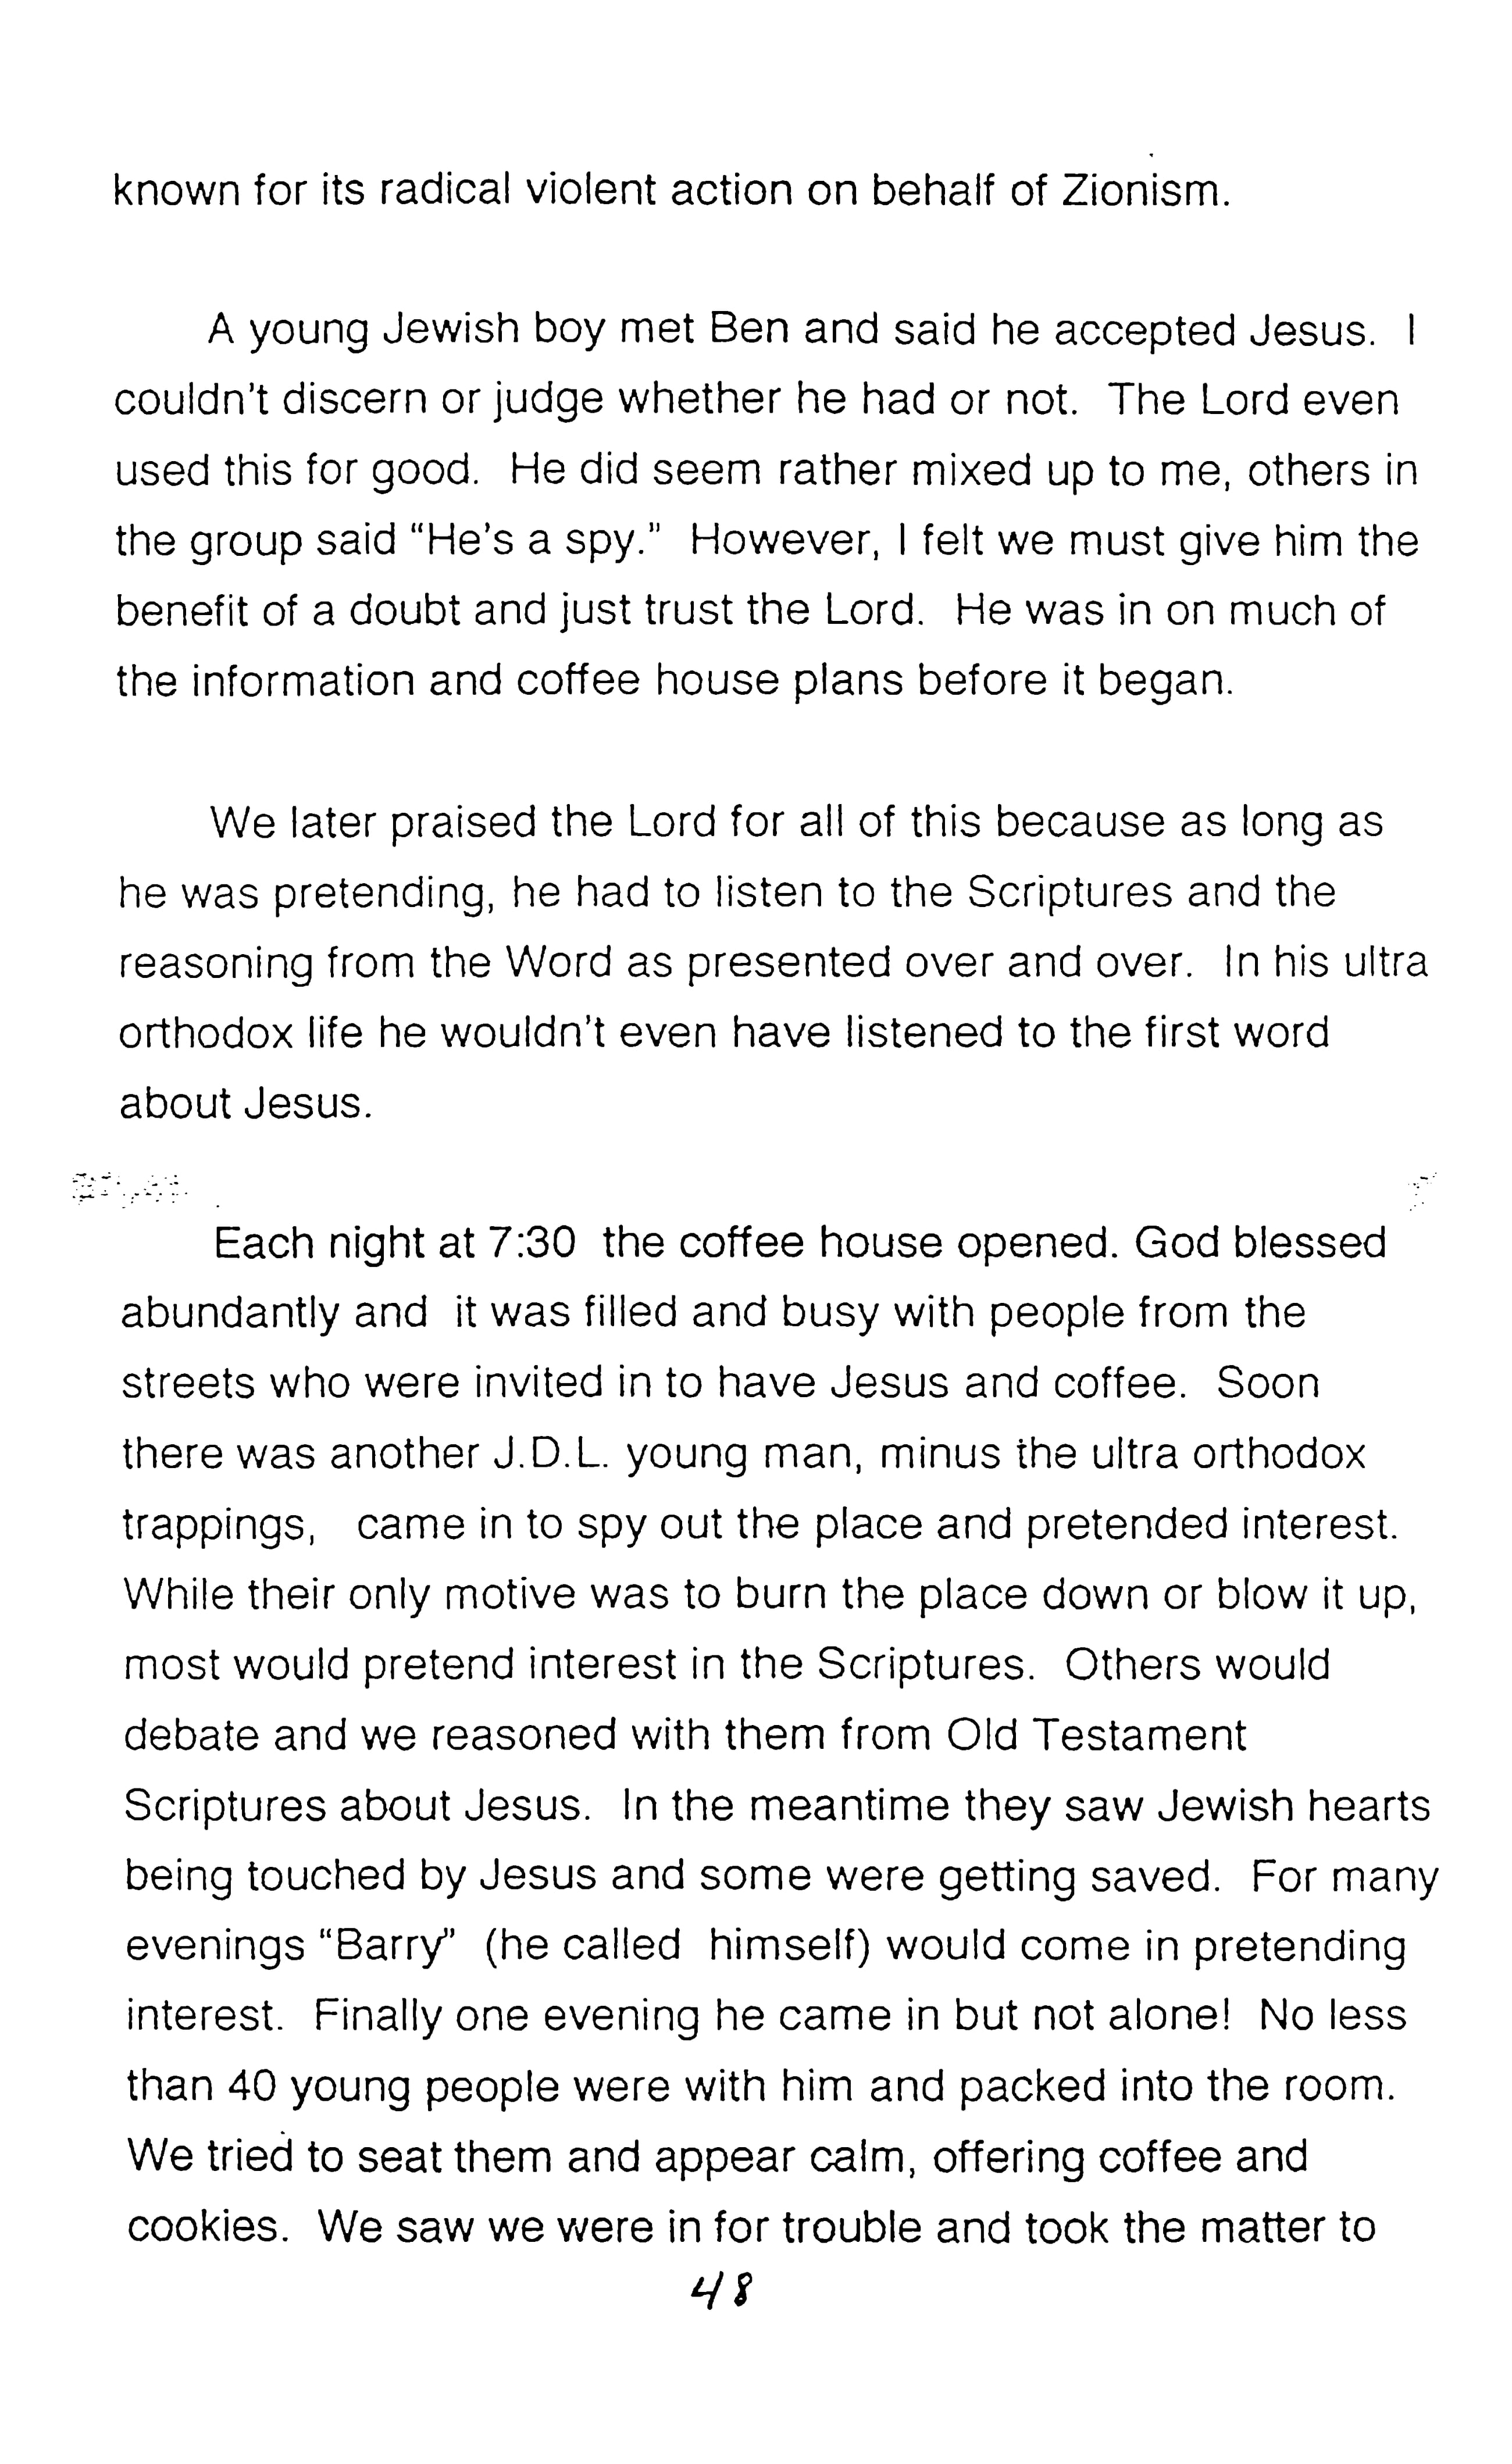 known for its radical violent action on behalf of Zionism.
A young Jewish boy met Ben and said he accepted Jesus.  I
couldn't discern or judge whether he had or not.  The Lord even
used this for good.  He did seem rather mixed up to me, others in
the group said “He's a spy.”  However, I felt we must give him the
benefit of a doubt and just trust the Lord.  He was in on much of
the information and coffee house plans before it began.
We later praised the Lord for all of this because as long as
he was pretending, he had to listen to the Scriptures and the
reasoning from the Word as presented over and over.  In his ultra
orthodox life he wouldn't even have listened to the first word
about Jesus.
Each night at 7:30  the coffee house opened. God blessed
abundantly and  it was filled and busy with people from the
streets who were invited in to have Jesus and coffee.  Soon
there was another J.D.L. young man, minus the ultra orthodox
trappings,  came in to spy out the place and pretended interest.
While their only motive was to burn the place down or blow it up,
most would pretend interest in the Scriptures.  Others would
debate and we reasoned with them from Old Testament
Scriptures about Jesus.  In the meantime they saw Jewish hearts
being touched by Jesus and some were getting saved.  For many
evenings “Barry”  (he called  himself) would come in pretending
interest.  Finally one evening he came in but not alone!  No less
than 40 young people were with him and packed into the room.
We tried to seat them and appear calm, offering coffee and
cookies.  We saw we were in for trouble and took the matter to
48